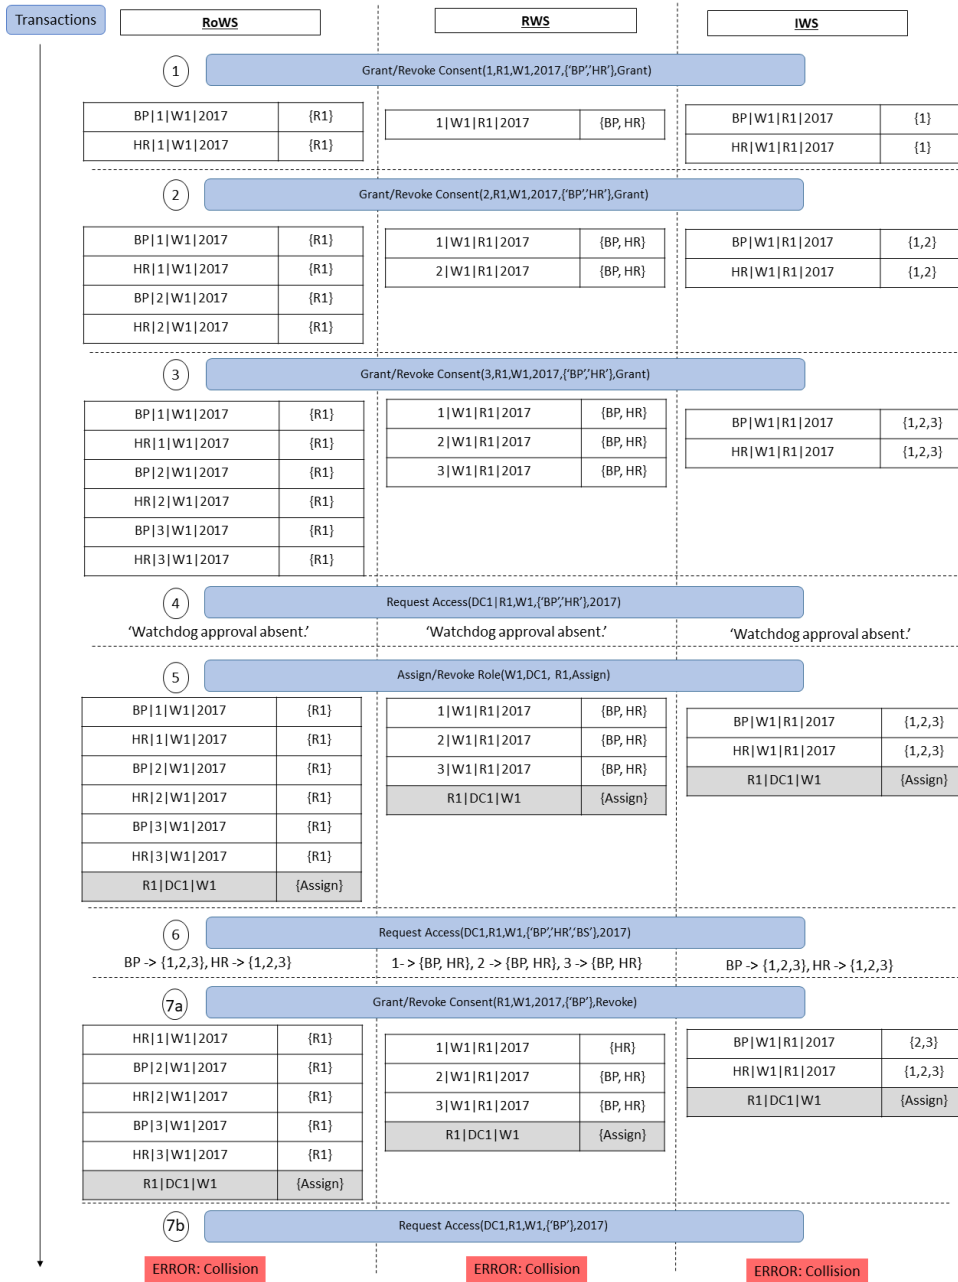 Transactions
RoWS
RWS
IWS
1
Grant/Revoke Consent(1,R1,W1,2017,{‘BP’,’HR’},Grant)
BP|1|W1|2017 {R1}
HR|1|W1|2017 {R1}
1|W1|R1|2017 {BP, HR}
BP|W1|R1|2017 {1}
HR|W1|R1|2017 {1}
2
Grant/Revoke Consent(2,R1,W1,2017,{‘BP’,’HR’},Grant)
BP|1|W1|2017 {R1}
HR|1|W1|2017 {R1}
BP|2|W1|2017 {R1}
HR|2|W1|2017 {R1}
1|W1|R1|2017 {BP, HR}
2|W1|R1|2017 {BP, HR}
BP|W1|R1|2017 {1,2}
HR|W1|R1|2017 {1,2}
3
Grant/Revoke Consent(3,R1,W1,2017,{‘BP’,’HR’},Grant)
BP|1|W1|2017 {R1}
HR|1|W1|2017 {R1}
BP|2|W1|2017 {R1}
HR|2|W1|2017 {R1}
BP|3|W1|2017 {R1}
HR|3|W1|2017 {R1}
1|W1|R1|2017 {BP, HR}
2|W1|R1|2017 {BP, HR}
3|W1|R1|2017 {BP, HR}
BP|W1|R1|2017 {1,2,3}
HR|W1|R1|2017 {1,2,3}
4
Request Access(DC1|R1,W1,{‘BP’,’HR’},2017)
‘Watchdog approval absent.’
‘Watchdog approval absent.’
‘Watchdog approval absent.’
5
Assign/Revoke Role(W1,DC1, R1,Assign)
BP|1|W1|2017 {R1}
HR|1|W1|2017 {R1}
BP|2|W1|2017 {R1}
HR|2|W1|2017 {R1}
BP|3|W1|2017 {R1}
HR|3|W1|2017 {R1}
R1|DC1|W1 {Assign}
1|W1|R1|2017 {BP, HR}
2|W1|R1|2017 {BP, HR}
3|W1|R1|2017 {BP, HR}
R1|DC1|W1 {Assign}
BP|W1|R1|2017 {1,2,3}
HR|W1|R1|2017 {1,2,3}
R1|DC1|W1 {Assign}
6
Request Access(DC1,R1,W1,{‘BP’,’HR’,’BS’},2017)
BP -> {1,2,3}, HR -> {1,2,3}
1- > {BP, HR}, 2 -> {BP, HR}, 3 -> {BP, HR}
BP -> {1,2,3}, HR -> {1,2,3}
7a
Grant/Revoke Consent(R1,W1,2017,{‘BP’},Revoke)
HR|1|W1|2017 {R1}
BP|2|W1|2017 {R1}
HR|2|W1|2017 {R1}
BP|3|W1|2017 {R1}
HR|3|W1|2017 {R1}
R1|DC1|W1 {Assign}
1|W1|R1|2017 {HR}
2|W1|R1|2017 {BP, HR}
3|W1|R1|2017 {BP, HR}
R1|DC1|W1 {Assign}
BP|W1|R1|2017 {2,3}
HR|W1|R1|2017 {1,2,3}
R1|DC1|W1 {Assign}
7b
Request Access(DC1,R1,W1,{‘BP’},2017)
ERROR: Collision
ERROR: Collision
ERROR: Collision